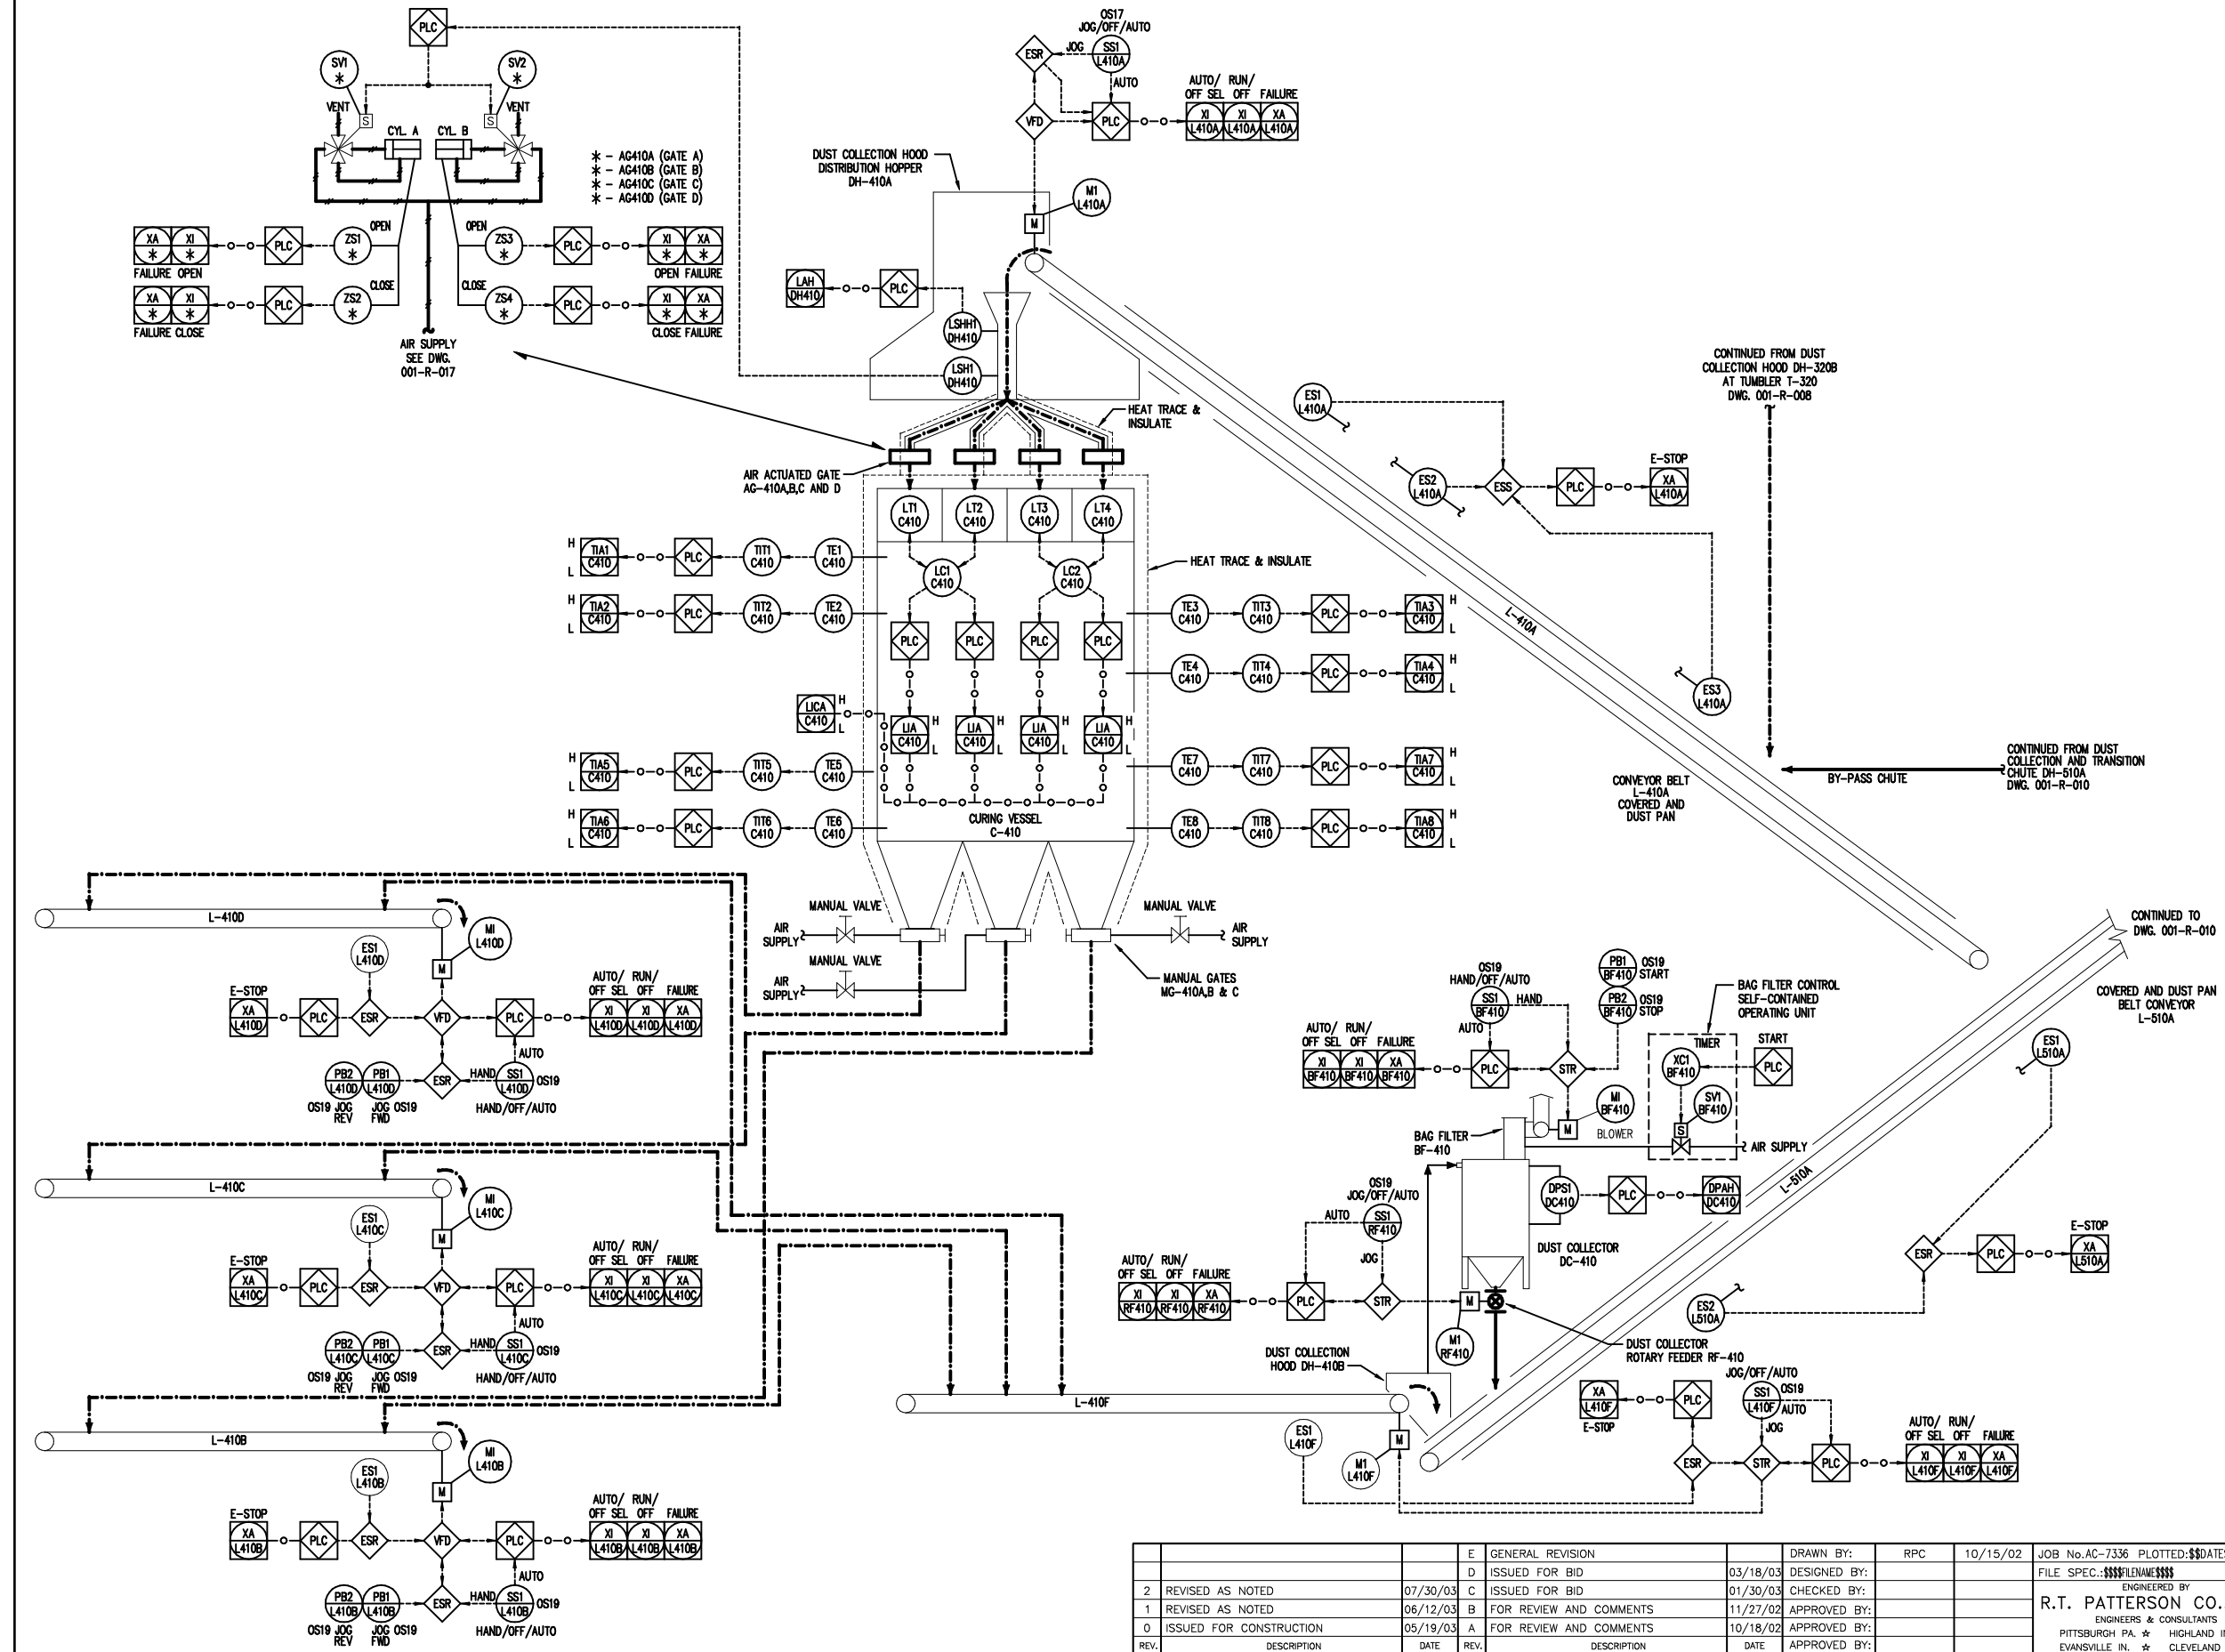 PLC
SV1
*
SV2
*
VENT
VENT
S
S
CYL. A
CYL. B
* - AG410A (GATE A)
* - AG410B (GATE B)
* - AG410C (GATE C)
* - AG410D (GATE D)
OPEN
OPEN
XA
*
XI
*
PLC
ZS1
*
ZS3
*
PLC
XI
*
XA
*
FAILURE OPEN
OPEN FAILURE
CLOSE
CLOSE
XA
*
XI
*
PLC
ZS2
*
ZS4
*
PLC
XI
*
XA
*
FAILURE CLOSE
CLOSE FAILURE
AIR SUPPLY
SEE DWG.
001-R-017
OS17
JOG/OFF/AUTO
ESR
JOG
SS1
L410A
AUTO
VFD
PLC
AUTO/ RUN/
OFF SEL OFF FAILURE
XI
L410A
XI
L410A
XA
L410A
DUST COLLECTION HOOD
DISTRIBUTION HOPPER
DH-410A
M1
L410A
M
LAH
DH410
PLC
LSHH1
DH410
LSH1
DH410
HEAT TRACE &
INSULATE
AIR ACTUATED GATE
AG-410A,B,C AND D
CONTINUED FROM DUST
COLLECTION HOOD DH-320B
AT TUMBLER T-320
DWG. 001-R-008
ES1
L410A
ES2
L410A
ESS
PLC
E-STOP
XA
L410A
ES3
L410A
L-410A
LT1
C410
LT2
C410
LT3
C410
LT4
C410
LC1
C410
LC2
C410
PLC
PLC
PLC
PLC
HEAT TRACE & INSULATE
H
TIA1
C410
L
PLC
TIT1
C410
TE1
C410
H
TIA2
C410
L
PLC
TIT2
C410
TE2
C410
TE3
C410
TIT3
C410
PLC
TIA3
C410
H
L
TE4
C410
TIT4
C410
PLC
TIA4
C410
H
L
LICA
C410
H
L
LIA
C410
H
L
LIA
C410
H
L
LIA
C410
H
L
LIA
C410
H
L
H
TIA5
C410
L
PLC
TIT5
C410
TE5
C410
TE7
C410
TIT7
C410
PLC
TIA7
C410
H
L
H
TIA6
C410
L
PLC
TIT6
C410
TE6
C410
TE8
C410
TIT8
C410
PLC
TIA8
C410
H
L
CURING VESSEL
C-410
CONVEYOR BELT
L-410A
COVERED AND
DUST PAN
BY-PASS CHUTE
CONTINUED FROM DUST
COLLECTION AND TRANSITION
CHUTE DH-510A
DWG. 001-R-010
MANUAL VALVE
AIR
SUPPLY
MANUAL VALVE
AIR
SUPPLY
MANUAL VALVE
AIR
SUPPLY
MANUAL GATES
MG-410A,B & C
L-410D
MI
L410D
M
ES1
L410D
E-STOP
XA
L410D
PLC
ESR
VFD
PLC
AUTO/ RUN/
OFF SEL OFF FAILURE
XI
L410D
XI
L410D
XA
L410D
AUTO
PB2
L410D
PB1
L410D
ESR
HAND
SS1
L410D
OS19
OS19 JOG
REV
JOG OS19
FWD
HAND/OFF/AUTO
L-410C
MI
L410C
M
ES1
L410C
E-STOP
XA
L410C
PLC
ESR
VFD
PLC
AUTO/ RUN/
OFF SEL OFF FAILURE
XI
L410C
XI
L410C
XA
L410C
AUTO
PB2
L410C
PB1
L410C
ESR
HAND
SS1
L410C
OS19
OS19 JOG
REV
JOG OS19
FWD
HAND/OFF/AUTO
L-410B
MI
L410B
M
ES1
L410B
E-STOP
XA
L410B
PLC
ESR
VFD
PLC
AUTO/ RUN/
OFF SEL OFF FAILURE
XI
L410B
XI
L410B
XA
L410B
AUTO
PB2
L410B
PB1
L410B
ESR
HAND
SS1
L410B
OS19
OS19 JOG
REV
JOG OS19
FWD
HAND/OFF/AUTO
CONTINUED TO
DWG. 001-R-010
COVERED AND DUST PAN
BELT CONVEYOR
L-510A
OS19
HAND/OFF/AUTO
SS1
BF410
HAND
AUTO
PB1
BF410
OS19
START
PB2
BF410
OS19
STOP
BAG FILTER CONTROL
SELF-CONTAINED
OPERATING UNIT
AUTO/ RUN/
OFF SEL OFF FAILURE
XI
BF410
XI
BF410
XA
BF410
PLC
STR
TIMER
XC1
BF410
START
PLC
SV1
BF410
S
AIR SUPPLY
MI
BF410
M
BLOWER
BAG FILTER
BF-410
DPS1
DC410
PLC
DPAH
DC410
DUST COLLECTOR
DC-410
L-510A
ES1
L510A
ESR
PLC
E-STOP
XA
L510A
ES2
L510A
OS19
JOG/OFF/AUTO
AUTO
SS1
RF410
JOG
AUTO/ RUN/
OFF SEL OFF FAILURE
XI
RF410
XI
RF410
XA
RF410
PLC
STR
M
M1
RF410
DUST COLLECTOR
ROTARY FEEDER RF-410
DUST COLLECTION
HOOD DH-410B
L-410F
M
M1
L410F
ES1
L410F
XA
L410F
E-STOP
PLC
JOG/OFF/AUTO
SS1
L410F
OS19
AUTO
JOG
ESR
STR
PLC
AUTO/ RUN/
OFF SEL OFF FAILURE
XI
L410F
XI
L410F
XA
L410F
E GENERAL REVISION DRAWN BY: RPC 10/15/02 JOB No.AC-7336 PLOTTED:$$DATE
D ISSUED FOR BID 03/18/03 DESIGNED BY: FILE SPEC.:$$$$FILENAME$$$$
2 REVISED AS NOTED 07/30/03 C ISSUED FOR BID 01/30/03 CHECKED BY:
1 REVISED AS NOTED 06/12/03 B FOR REVIEW AND COMMENTS 11/27/02 APPROVED BY:
0 ISSUED FOR CONSTRUCTION 05/19/03 A FOR REVIEW AND COMMENTS 10/18/02 APPROVED BY:
REV. DESCRIPTION DATE REV. DESCRIPTION DATE APPROVED BY:
ENGINEERED BY
R.T. PATTERSON CO.
ENGINEERS & CONSULTANTS
PITTSBURGH PA. ☆ HIGHLAND
EVANSVILLE IN. ☆ CLEVELAND